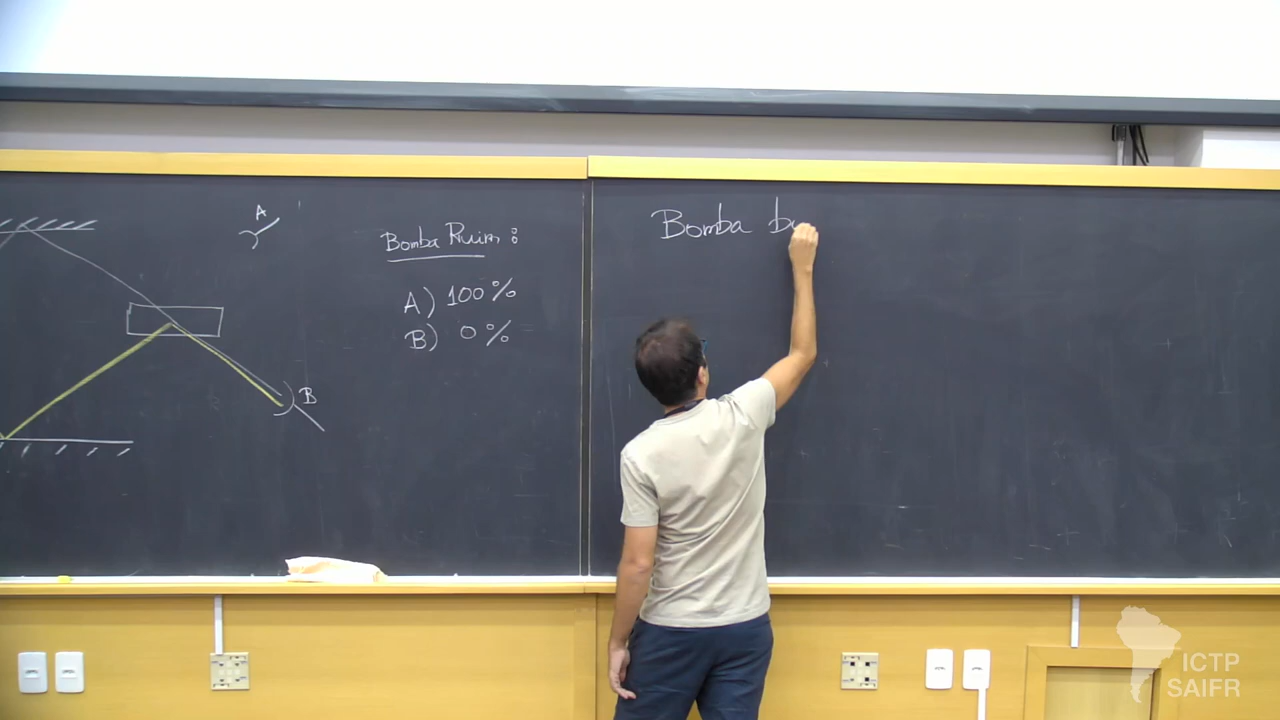 A
B
Bomba Ruim:
A) 100%
B) 0%
Bomba b
ICTP
SAIFR